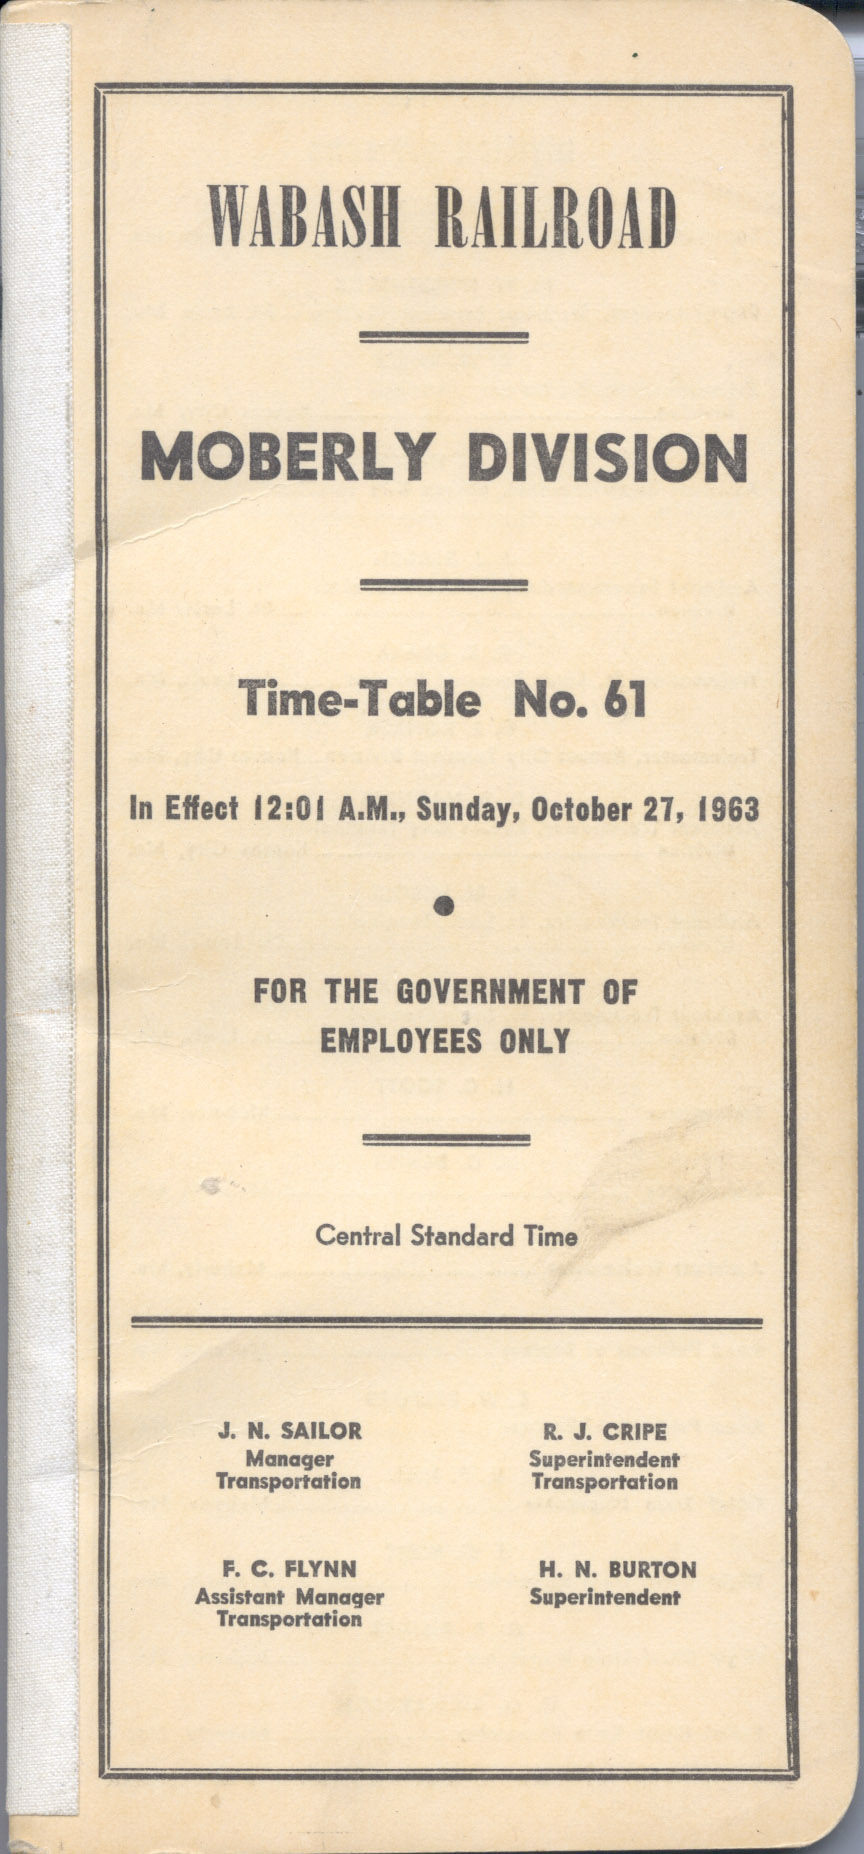 WABASH RAILROAD
MOBERLY DIVISION
Time-Table No. 61
In Effect 12:01 A.M., Sunday, October 27, 1963
FOR THE GOVERNMENT OF
EMPLOYEES ONLY
Central Standard Time
J. N. SAILOR
Manager
Transportation
R. J. CRIPE
Superintendent
Transportation
F. C. FLYNN
Assistant Manager
Transportation
H. N. BURTON
Superintendent